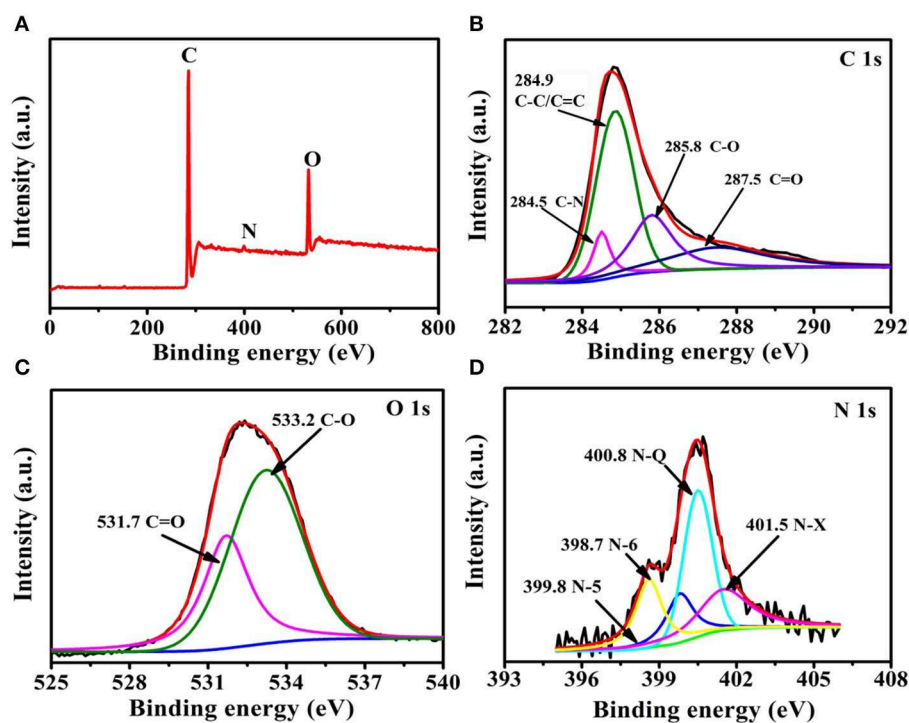 A
C
N
O
Intensity (a.u.)
0 200 400 600 800
Binding energy (eV)
B
C 1s
284.9
C-C/C=C
285.8 C-O
287.5 C=O
284.5 C-N
Intensity (a.u.)
282 284 286 288 290 292
Binding energy (eV)
C
O 1s
533.2 C-O
531.7 C=O
Intensity (a.u.)
525 528 531 534 537 540
Binding energy (eV)
D
N 1s
400.8 N-Q
401.5 N-X
398.7 N-6
399.8 N-5
Intensity (a.u.)
393 396 399 402 405 408
Binding energy (eV)